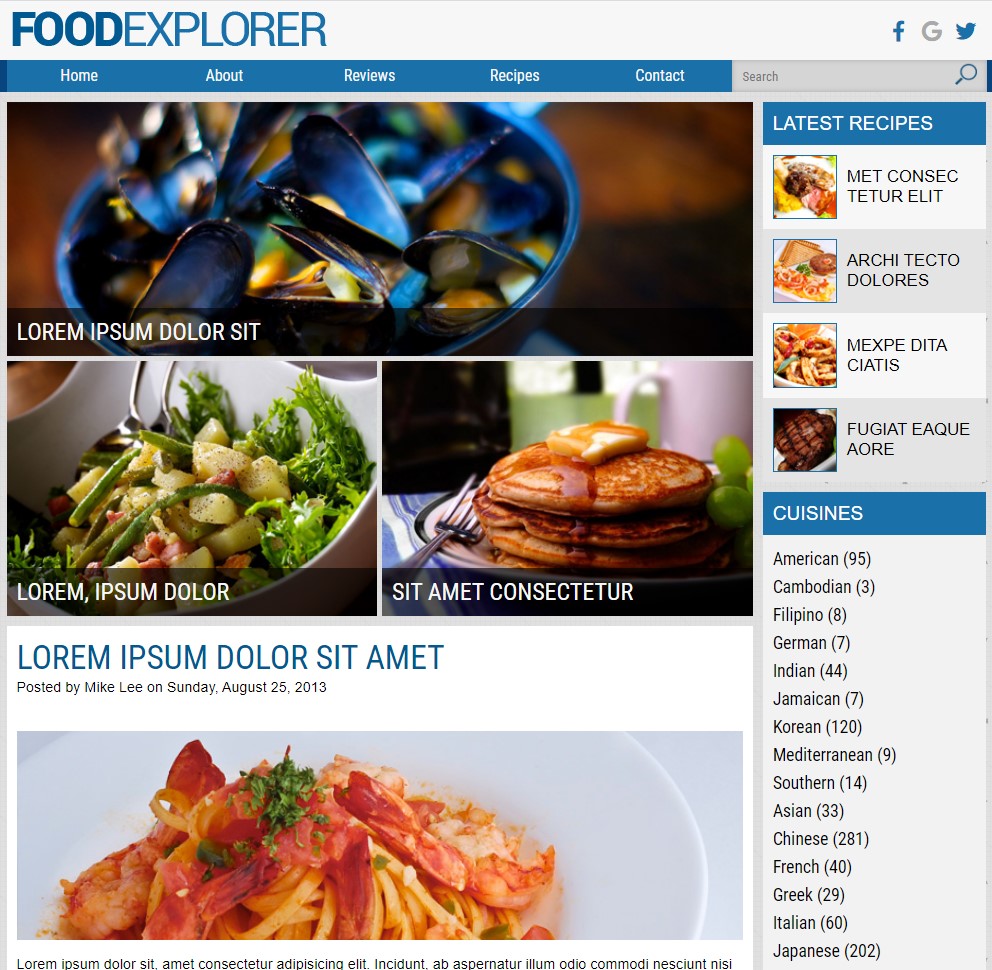 FOODEXPLORER
Home About Reviews Recipes Contact Search
LOREM IPSUM DOLOR SIT
LOREM, IPSUM DOLOR
SIT AMET CONSECTETUR
LOREM IPSUM DOLOR SIT AMET
Posted by Mike Lee on Sunday, August 25, 2013
Lorem ipsum dolor sit, amet consectetur adipisicing elit. Incidunt, ab aspernatur illum odio commodi nesciunt nisi
LATEST RECIPES
MET CONSEC
TETUR ELIT
ARCHI TECTO
DOLORES
MEXPE DITA
CIATIS
FUGIAT EAQUE
AORE
CUISINES
American (95)
Cambodian (3)
Filipino (8)
German (7)
Indian (44)
Jamaican (7)
Korean (120)
Mediterranean (9)
Southern (14)
Asian (33)
Chinese (281)
French (40)
Greek (29)
Italian (60)
Japanese (202)